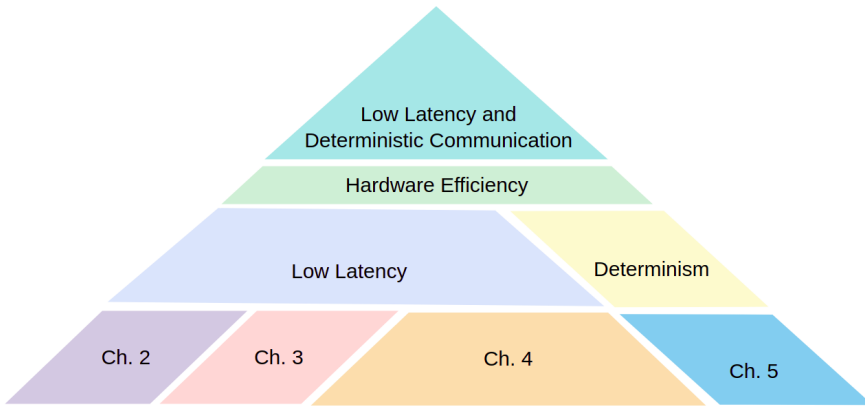 Low Latency and
Deterministic Communication
Hardware Efficiency
Low Latency
Determinism
Ch. 2
Ch. 3
Ch. 4
Ch. 5